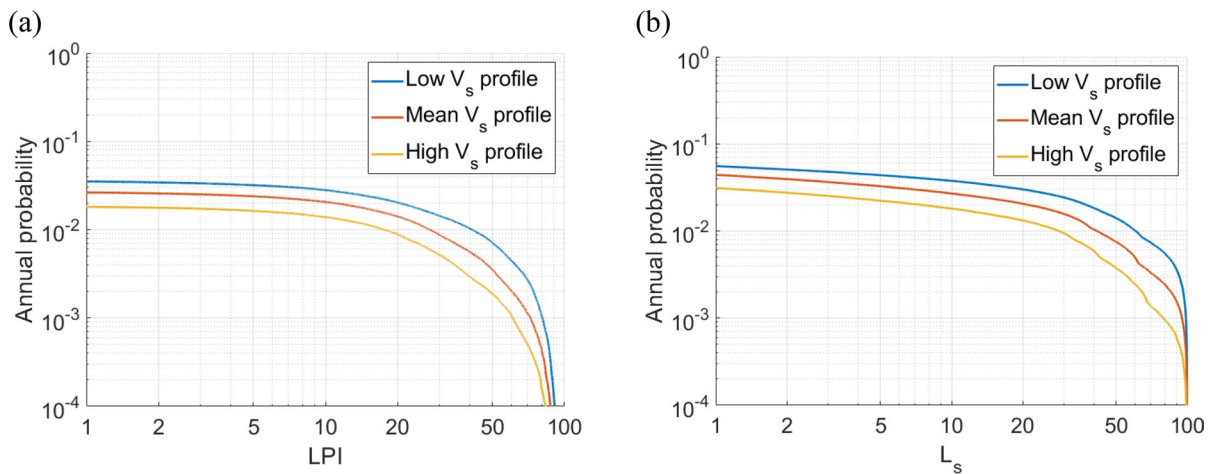 (a)
Annual probability
10^0
10^-1
10^-2
10^-3
10^-4
Low V_s profile
Mean V_s profile
High V_s profile
1 2 5 10 20 50 100
LPI
(b)
Annual probability
10^0
10^-1
10^-2
10^-3
10^-4
Low V_s profile
Mean V_s profile
High V_s profile
1 2 5 10 20 50 100
L_s